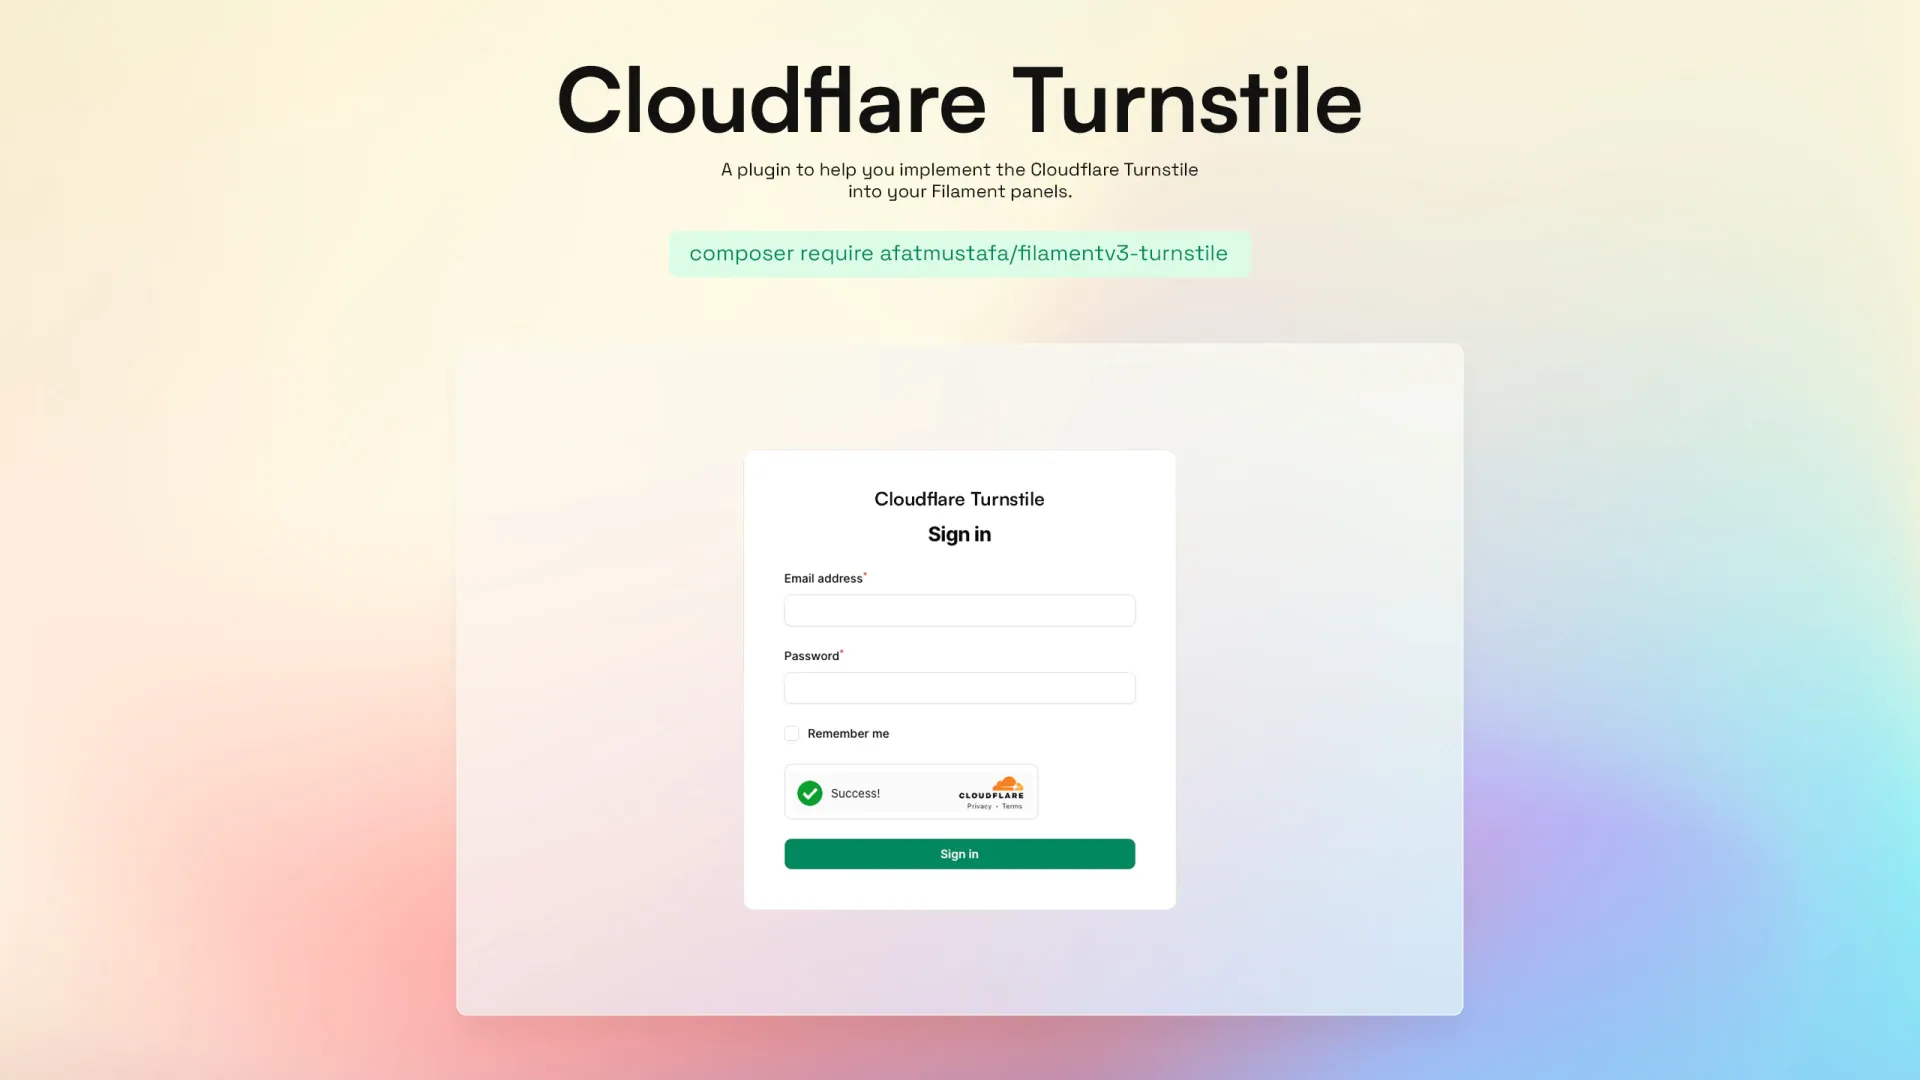 Cloudflare Turnstile
A plugin to help you implement the Cloudflare Turnstile
into your Filament panels.
composer require afatmustafa/filamentv3-turnstile
Cloudflare Turnstile
Sign in
Email address*
Password*
Remember me
Success!
CLOUDFLARE
Privacy • Terms
Sign in